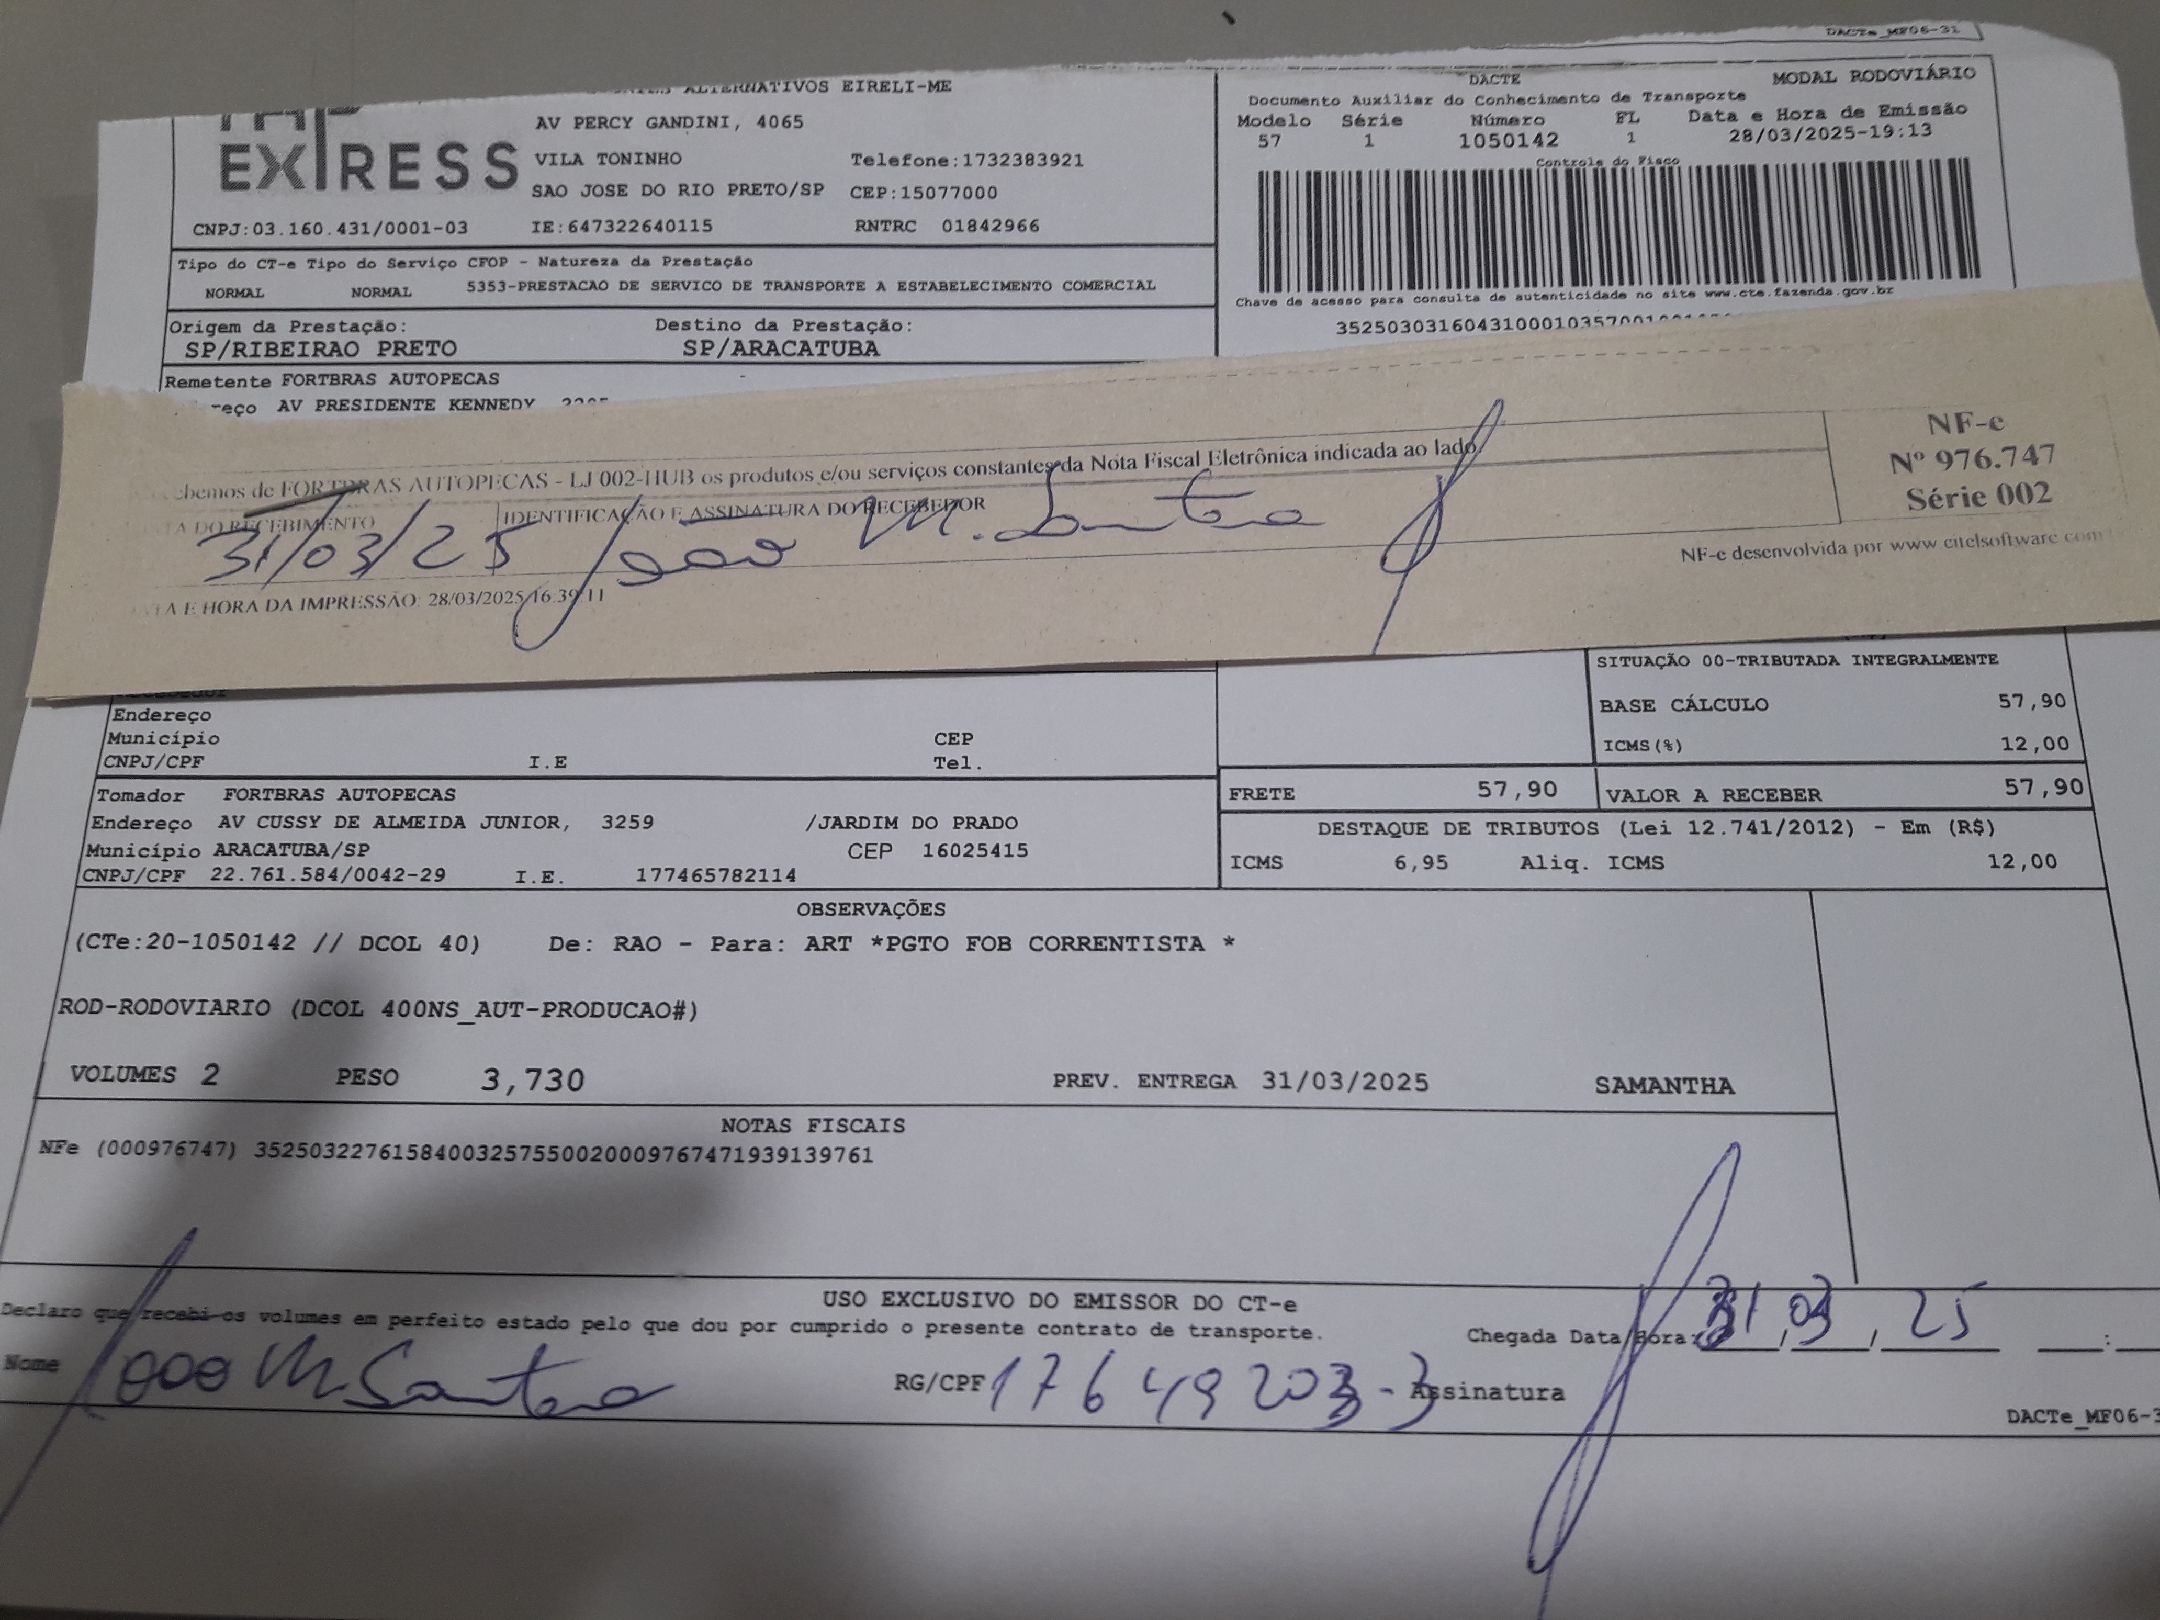 DACTe_MF06-31
ALTERNATIVOS EIRELI-ME
EXPRESS
AV PERCY GANDINI, 4065
VILA TONINHO Telefone:1732383921
SAO JOSE DO RIO PRETO/SP CEP:15077000
CNPJ:03.160.431/0001-03 IE:647322640115 RNTRC 01842966
DACTE MODAL RODOVIÁRIO
Documento Auxiliar do Conhecimento de Transporte
Modelo Série Número FL Data e Hora de Emissão
57 1 1050142 1 28/03/2025-19:13
Controle do Fisco
Chave de acesso para consulta de autenticidade no site www.cte.fazenda.gov.br
Tipo do CT-e Tipo do Serviço CFOP - Natureza da Prestação
NORMAL NORMAL 5353-PRESTACAO DE SERVICO DE TRANSPORTE A ESTABELECIMENTO COMERCIAL
Origem da Prestação: Destino da Prestação:
SP/RIBEIRAO PRETO SP/ARACATUBA
Remetente FORTBRAS AUTOPECAS
AV PRESIDENTE KENNEDY
de FORTBRAS AUTOPECAS - LJ 002-HUB os produtos e/ou serviços constantes da Nota Fiscal Eletrônica indicada ao lado
DO RECEBIMENTO IDENTIFICAÇÃO E ASSINATURA DO RECEBEDOR
31/03/25 João M. Santana
E HORA DA IMPRESSÃO: 28/03/2025 16:39:11
NF-e
Nº 976.747
Série 002
NF-e desenvolvida por www.citelsoftware.com
SITUAÇÃO 00-TRIBUTADA INTEGRALMENTE
BASE CÁLCULO 57,90
ICMS(%) 12,00
Endereço
Município CEP
CNPJ/CPF I.E Tel.
FRETE 57,90 VALOR A RECEBER 57,90
Tomador FORTBRAS AUTOPECAS
Endereço AV CUSSY DE ALMEIDA JUNIOR, 3259 /JARDIM DO PRADO
Município ARACATUBA/SP CEP 16025415
CNPJ/CPF 22.761.584/0042-29 I.E. 177465782114
DESTAQUE DE TRIBUTOS (Lei 12.741/2012) - Em (R$)
ICMS 6,95 Aliq. ICMS 12,00
OBSERVAÇÕES
(CTe:20-1050142 // DCOL 40) De: RAO - Para: ART *PGTO FOB CORRENTISTA *
ROD-RODOVIARIO (DCOL 400NS_AUT-PRODUCAO#)
VOLUMES 2 PESO 3,730 PREV. ENTREGA 31/03/2025 SAMANTHA
NOTAS FISCAIS
NFe (000976747) 35250322761584003257550020009767471939139761
USO EXCLUSIVO DO EMISSOR DO CT-e
Declaro que recebi os volumes em perfeito estado pelo que dou por cumprido o presente contrato de transporte.
Chegada Data/Hora: 31/03/25 :
Nome João M. Santana RG/CPF 17649203-3 Assinatura
DACTe_MF06-3